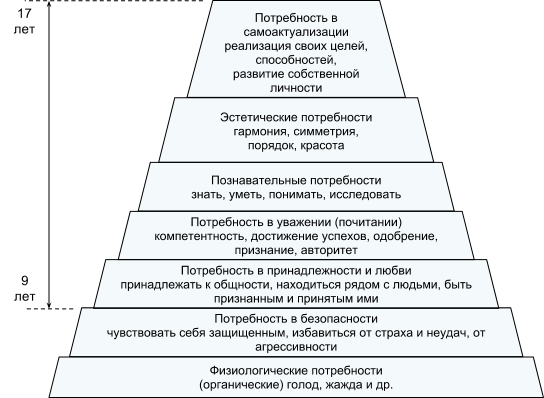 17
лет
Потребность в
самоактуализации
реализация своих целей,
способностей,
развитие собственной
личности
Эстетические потребности
гармония, симметрия,
порядок, красота
Познавательные потребности
знать, уметь, понимать, исследовать
Потребность в уважении (почитании)
компетентность, достижение успехов, одобрение,
признание, авторитет
9
лет
Потребность в принадлежности и любви
принадлежать к общности, находиться рядом с людьми, быть
признанным и принятым ими
Потребность в безопасности
чувствовать себя защищенным, избавиться от страха и неудач, от
агрессивности
Физиологические потребности
(органические) голод, жажда и др.